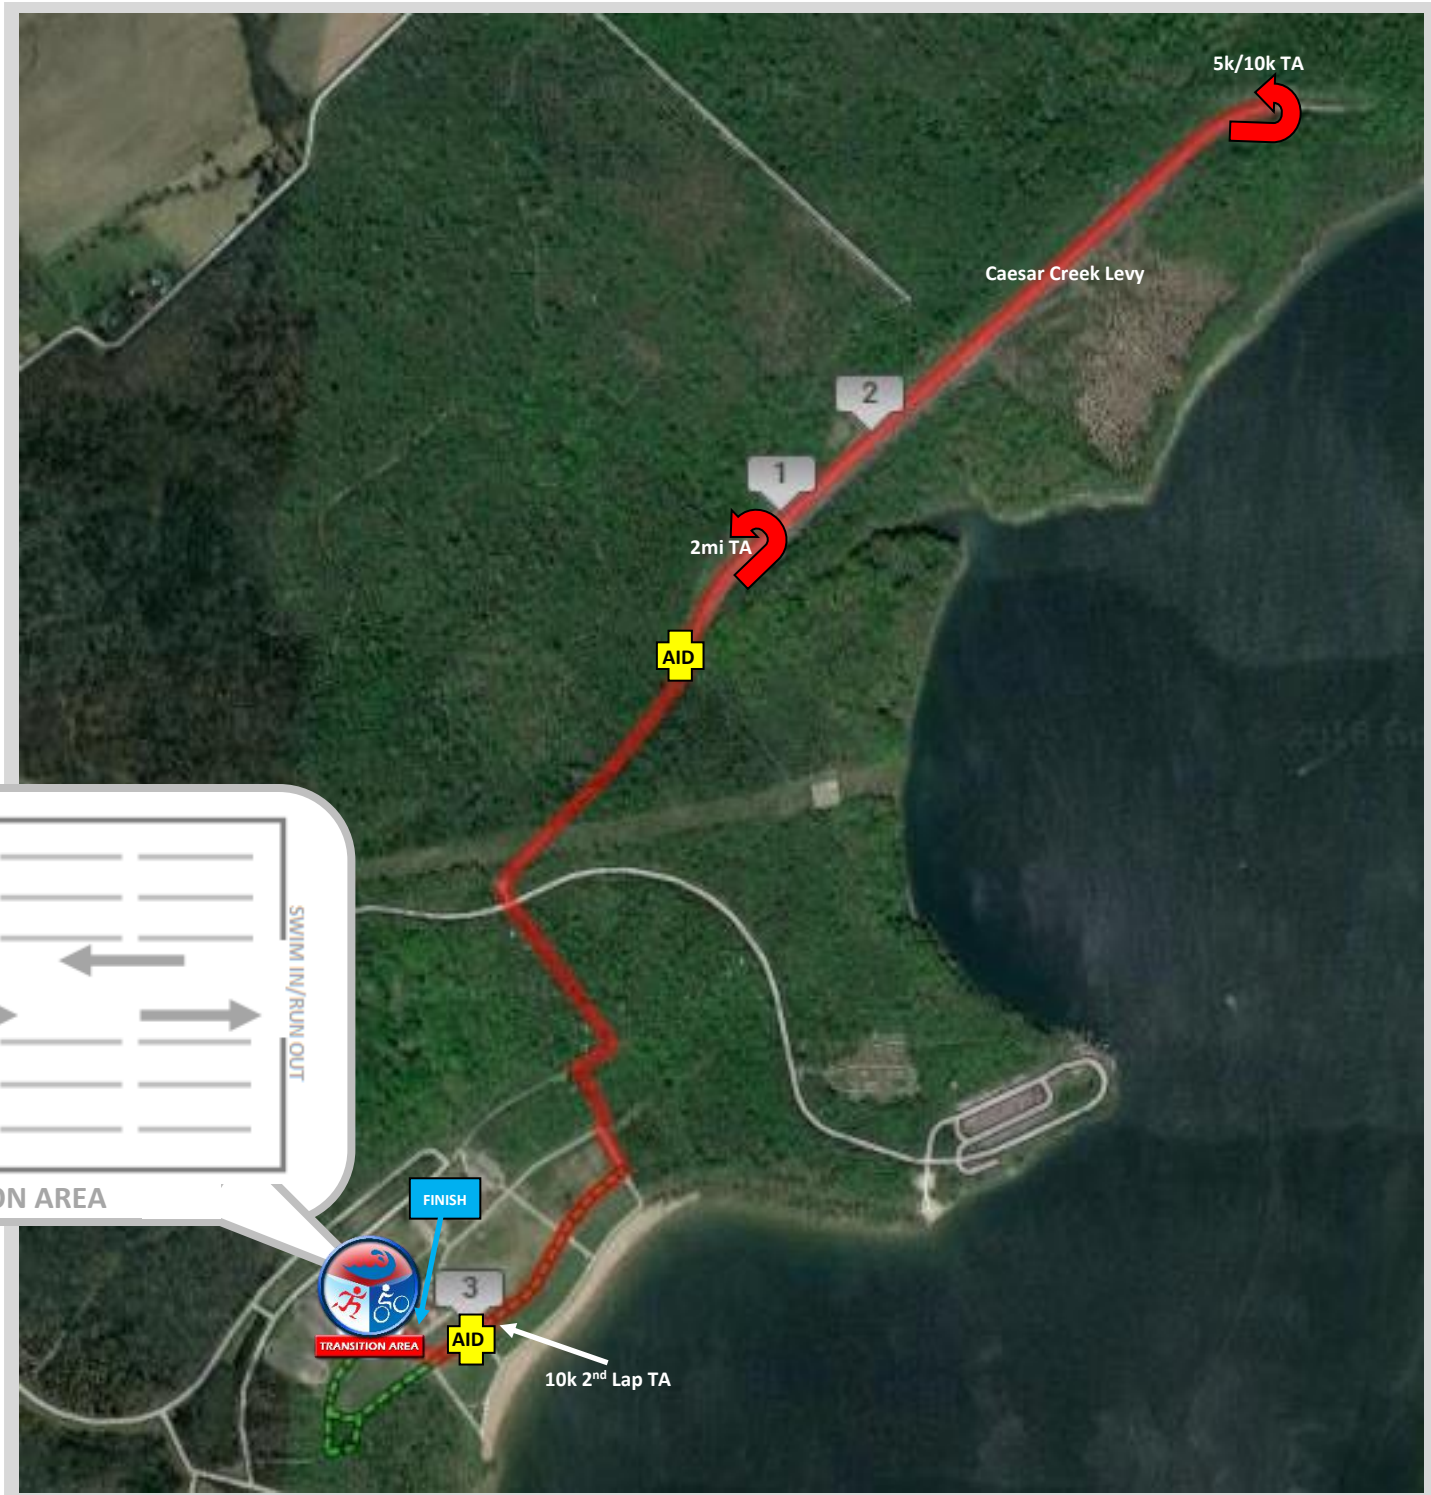 5k/10k TA
Caesar Creek Levy
2
1
2mi TA
AID
SWIM IN/RUN OUT
ON AREA
FINISH
3
TRANSITION AREA
AID
10k 2nd Lap TA